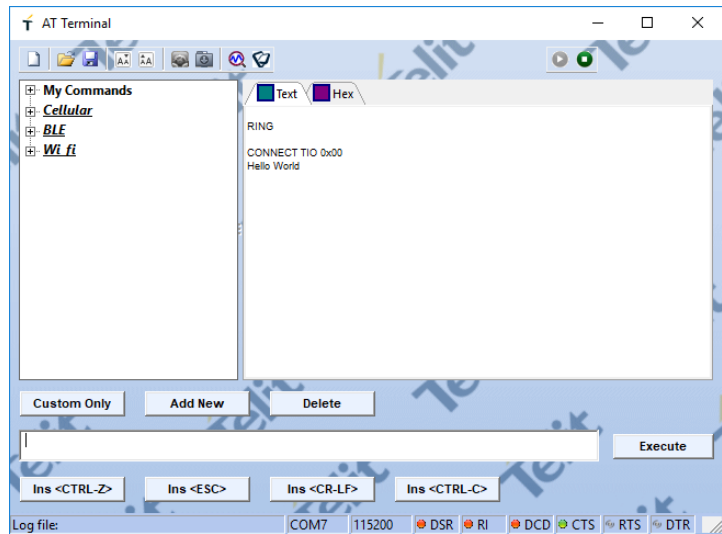 AT Terminal
My Commands
Cellular
BLE
Wi fi
Text
Hex
RING
CONNECT TIO 0x00
Hello World
Custom Only
Add New
Delete
Execute
Ins <CTRL-Z>
Ins <ESC>
Ins <CR-LF>
Ins <CTRL-C>
Log file:
COM7
115200
DSR
RI
DCD
CTS
RTS
DTR
Telit